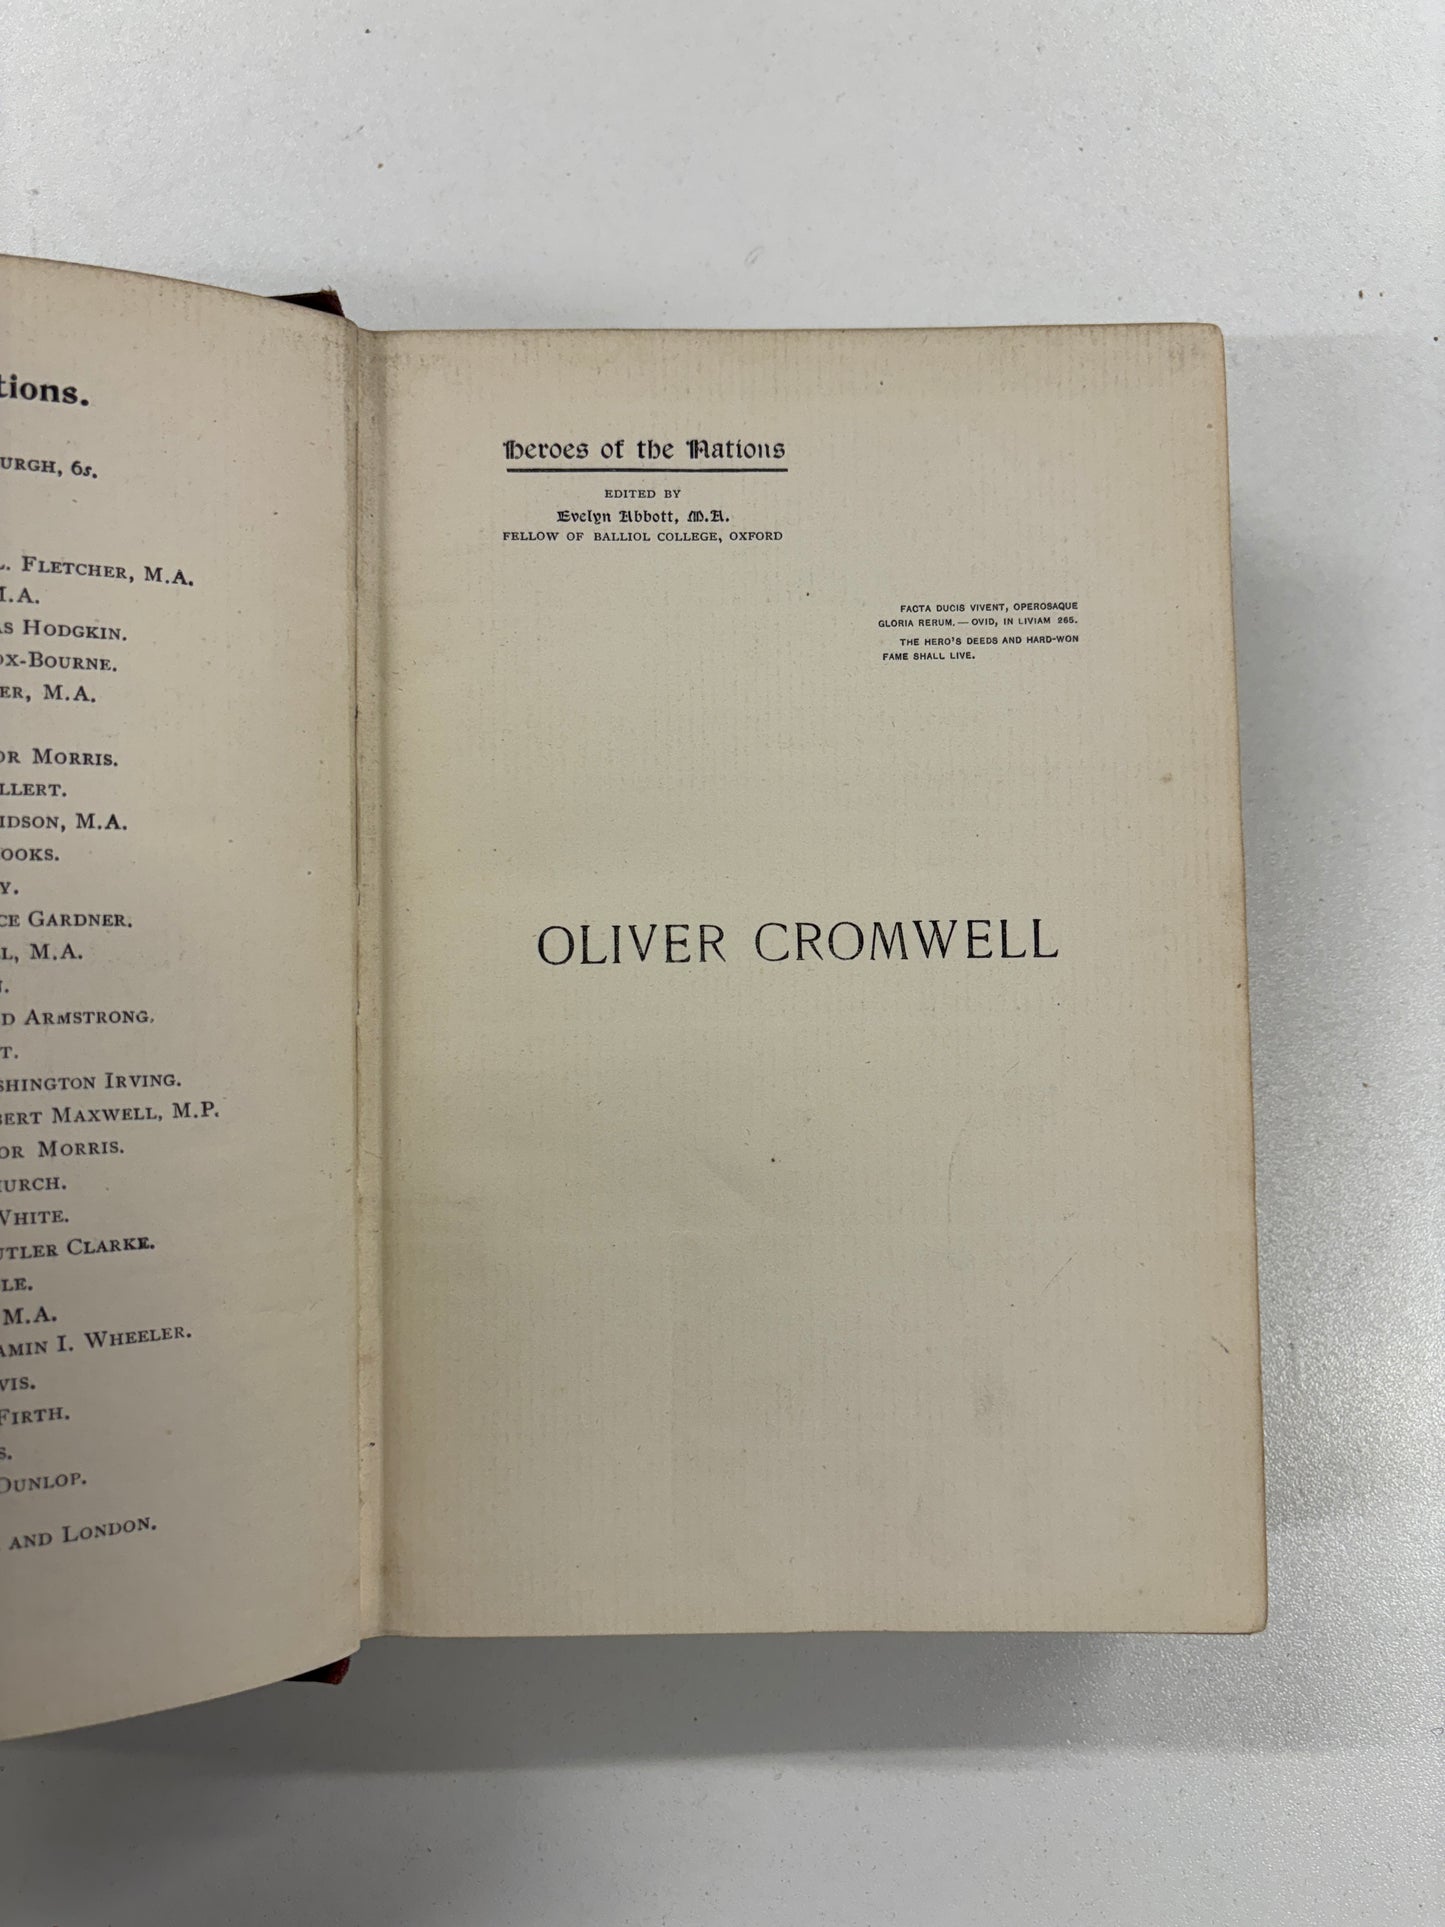 tions.
URGH, 6s.
L. FLETCHER, M.A.
M.A.
AS HODGKIN.
OX-BOURNE.
ER, M.A.
OR MORRIS.
LLERT.
IDSON, M.A.
OOKS.
Y.
CE GARDNER.
LL, M.A.
N.
D ARMSTRONG.
T.
SHINGTON IRVING.
BERT MAXWELL, M.P.
OR MORRIS.
HURCH.
WHITE.
UTLER CLARKE.
LE.
M.A.
AMIN I. WHEELER.
VIS.
FIRTH.
S.
DUNLOP.
AND LONDON.
Heroes of the Nations
EDITED BY
Evelyn Abbott, M.A.
FELLOW OF BALLIOL COLLEGE, OXFORD
FACTA DUCIS VIVENT, OPEROSAQUE
GLORIA RERUM.—OVID, IN LIVIAM 265.
THE HERO'S DEEDS AND HARD-WON
FAME SHALL LIVE.
OLIVER CROMWELL